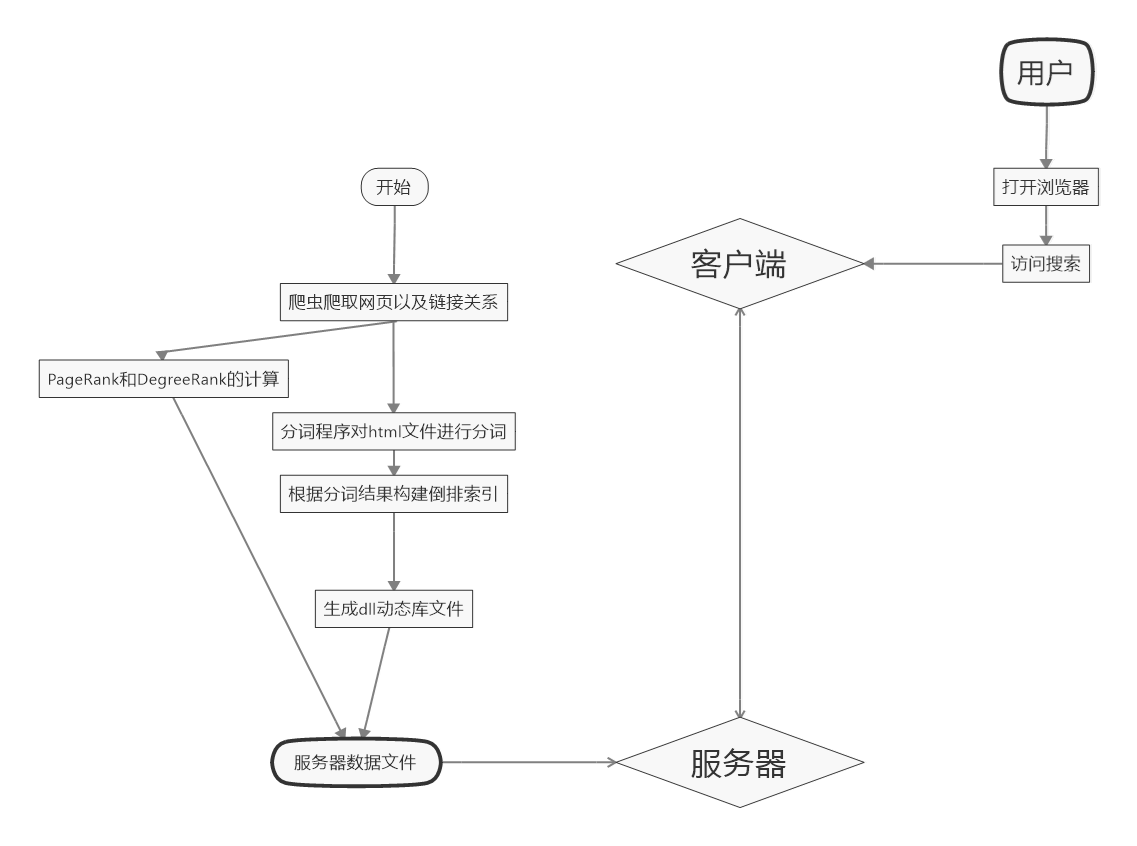 用户
开始
打开浏览器
客户端
访问搜索
爬虫爬取网页以及链接关系
PageRank和DegreeRank的计算
分词程序对html文件进行分词
根据分词结果构建倒排索引
生成dll动态库文件
服务器数据文件
服务器